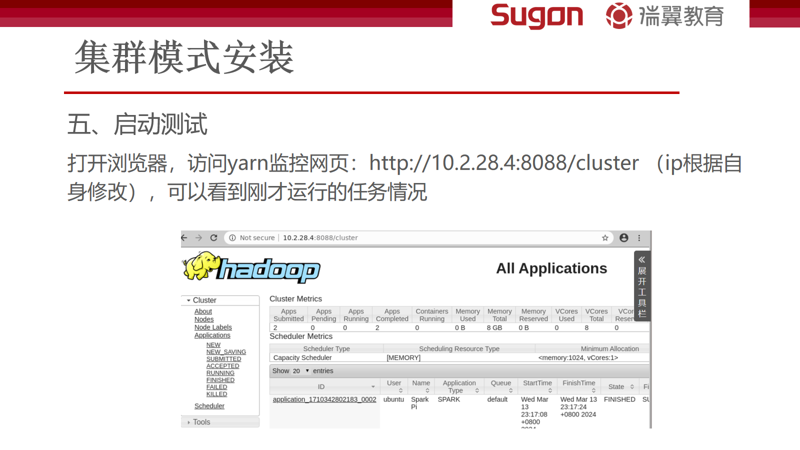 Sugon 瑞翼教育
集群模式安装
五、启动测试
打开浏览器，访问yarn监控网页：http://10.2.28.4:8088/cluster （ip根据自
身修改），可以看到刚才运行的任务情况
Not secure 10.2.28.4:8088/cluster
hadoop
All Applications
展开工具栏
Cluster
About
Nodes
Node Labels
Applications
NEW
NEW_SAVING
SUBMITTED
ACCEPTED
RUNNING
FINISHED
FAILED
KILLED
Scheduler
Tools
Cluster Metrics
Apps Submitted Apps Pending Apps Running Apps Completed Containers Running Memory Used Memory Total Memory Reserved VCores Used VCores Total
2 0 0 2 0 0 B 8 GB 0 B 0 8 0
Scheduler Metrics
Scheduler Type Scheduling Resource Type Minimum Allocation
Capacity Scheduler [MEMORY] <memory:1024, vCores:1>
Show 20 entries
ID User Name Application Type Queue StartTime FinishTime State
application_1710342802183_0002 ubuntu Spark Pi SPARK default Wed Mar 13 23:17:08 +0800 Wed Mar 13 23:17:24 +0800 2024 FINISHED